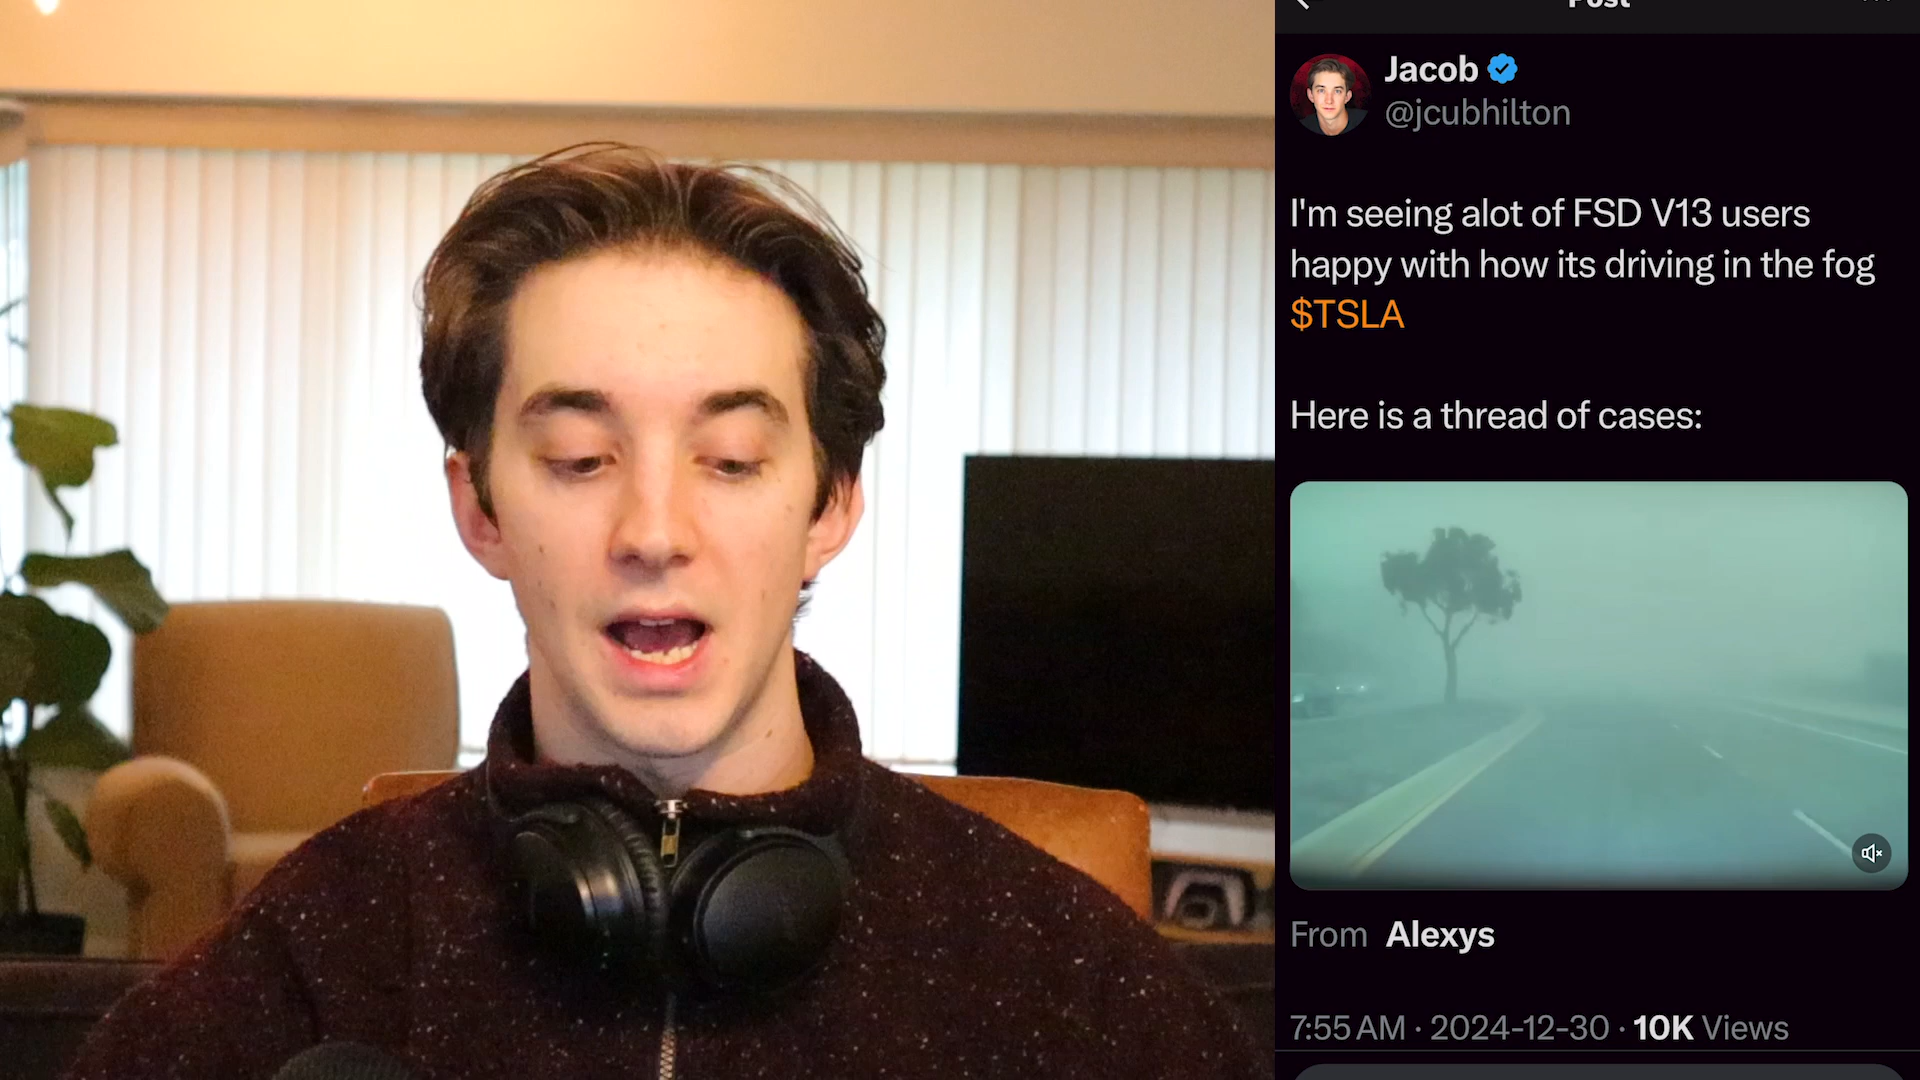 Post
Jacob
@jcubhilton
I'm seeing alot of FSD V13 users
happy with how its driving in the fog
$TSLA
Here is a thread of cases:
From Alexys
7:55 AM · 2024-12-30 · 10K Views